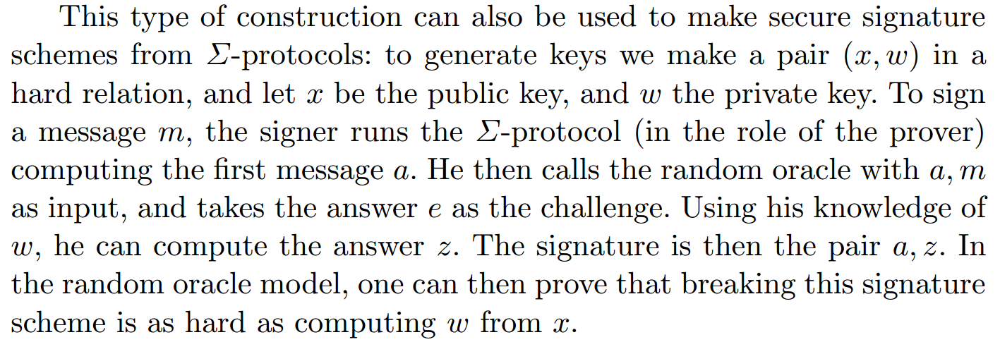 This type of construction can also be used to make secure signature
schemes from Σ-protocols: to generate keys we make a pair (x, w) in a
hard relation, and let x be the public key, and w the private key. To sign
a message m, the signer runs the Σ-protocol (in the role of the prover)
computing the first message a. He then calls the random oracle with a, m
as input, and takes the answer e as the challenge. Using his knowledge of
w, he can compute the answer z. The signature is then the pair a, z. In
the random oracle model, one can then prove that breaking this signature
scheme is as hard as computing w from x.